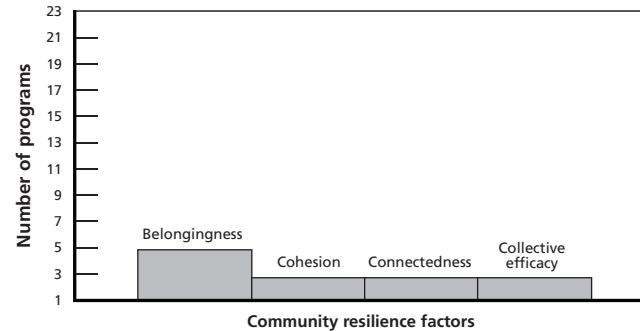 Number of programs
23
21
19
17
15
13
11
9
7
5
3
1
Belongingness
Cohesion
Connectedness
Collective
efficacy
Community resilience factors